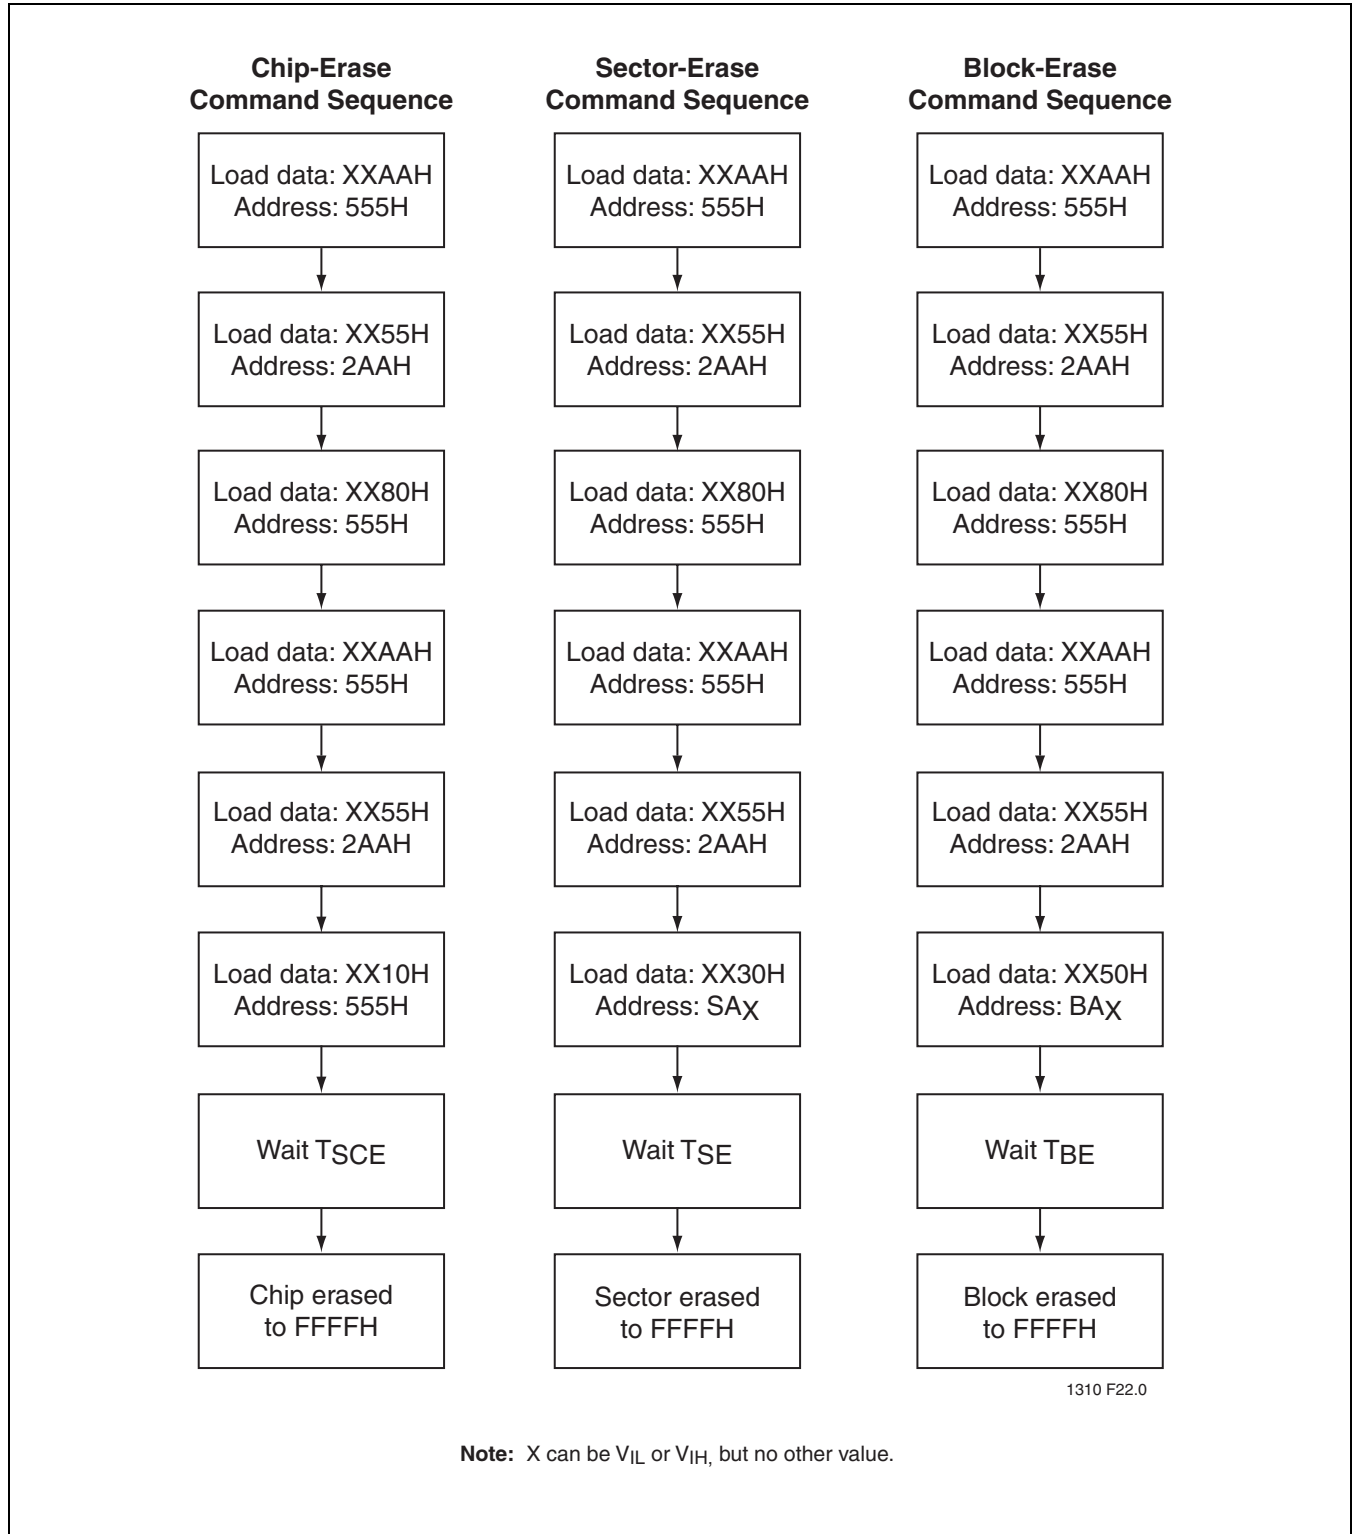 Chip-Erase
Command Sequence
Load data: XXAAH
Address: 555H
Load data: XX55H
Address: 2AAH
Load data: XX80H
Address: 555H
Load data: XXAAH
Address: 555H
Load data: XX55H
Address: 2AAH
Load data: XX10H
Address: 555H
Wait TSCE
Chip erased
to FFFFH
Sector-Erase
Command Sequence
Load data: XXAAH
Address: 555H
Load data: XX55H
Address: 2AAH
Load data: XX80H
Address: 555H
Load data: XXAAH
Address: 555H
Load data: XX55H
Address: 2AAH
Load data: XX30H
Address: SAX
Wait TSE
Sector erased
to FFFFH
Block-Erase
Command Sequence
Load data: XXAAH
Address: 555H
Load data: XX55H
Address: 2AAH
Load data: XX80H
Address: 555H
Load data: XXAAH
Address: 555H
Load data: XX55H
Address: 2AAH
Load data: XX50H
Address: BAX
Wait TBE
Block erased
to FFFFH
1310 F22.0
Note: X can be VIL or VIH, but no other value.